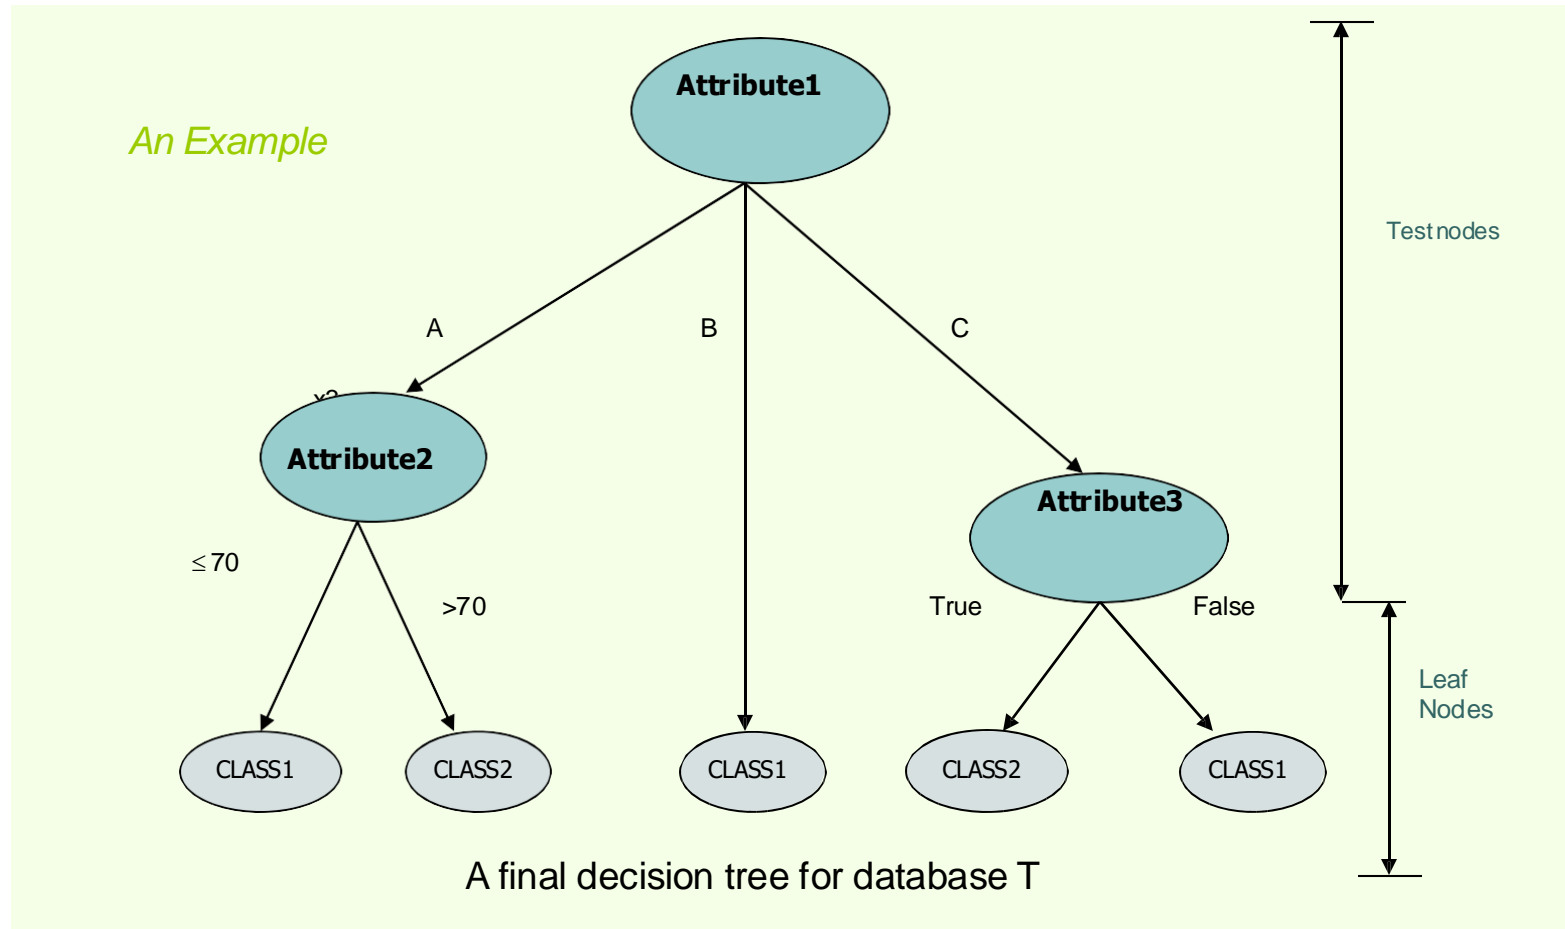 Attribute1
An Example
Test nodes
A
B
C
Attribute2
Attribute3
≤ 70
>70
True
False
Leaf
Nodes
CLASS1
CLASS2
CLASS1
CLASS2
CLASS1
A final decision tree for database T